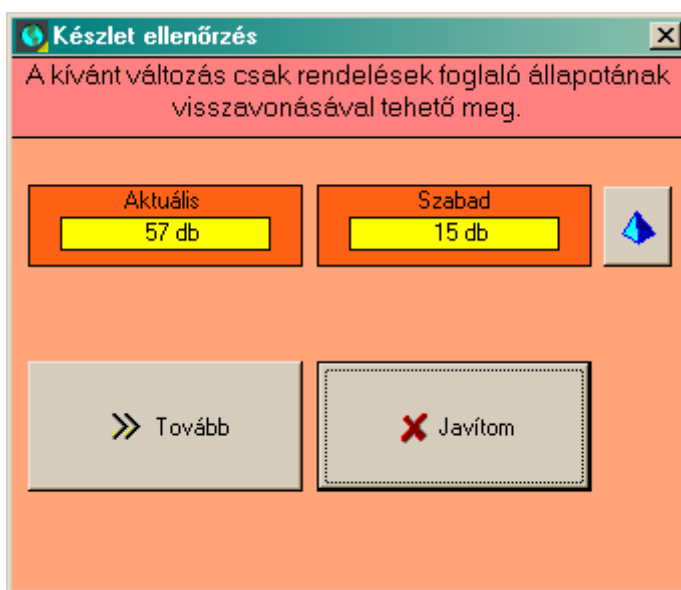 Készlet ellenőrzés
A kívánt változás csak rendelések foglaló állapotának
visszavonásával tehető meg.
Aktuális
57 db
Szabad
15 db
Tovább
Javítom